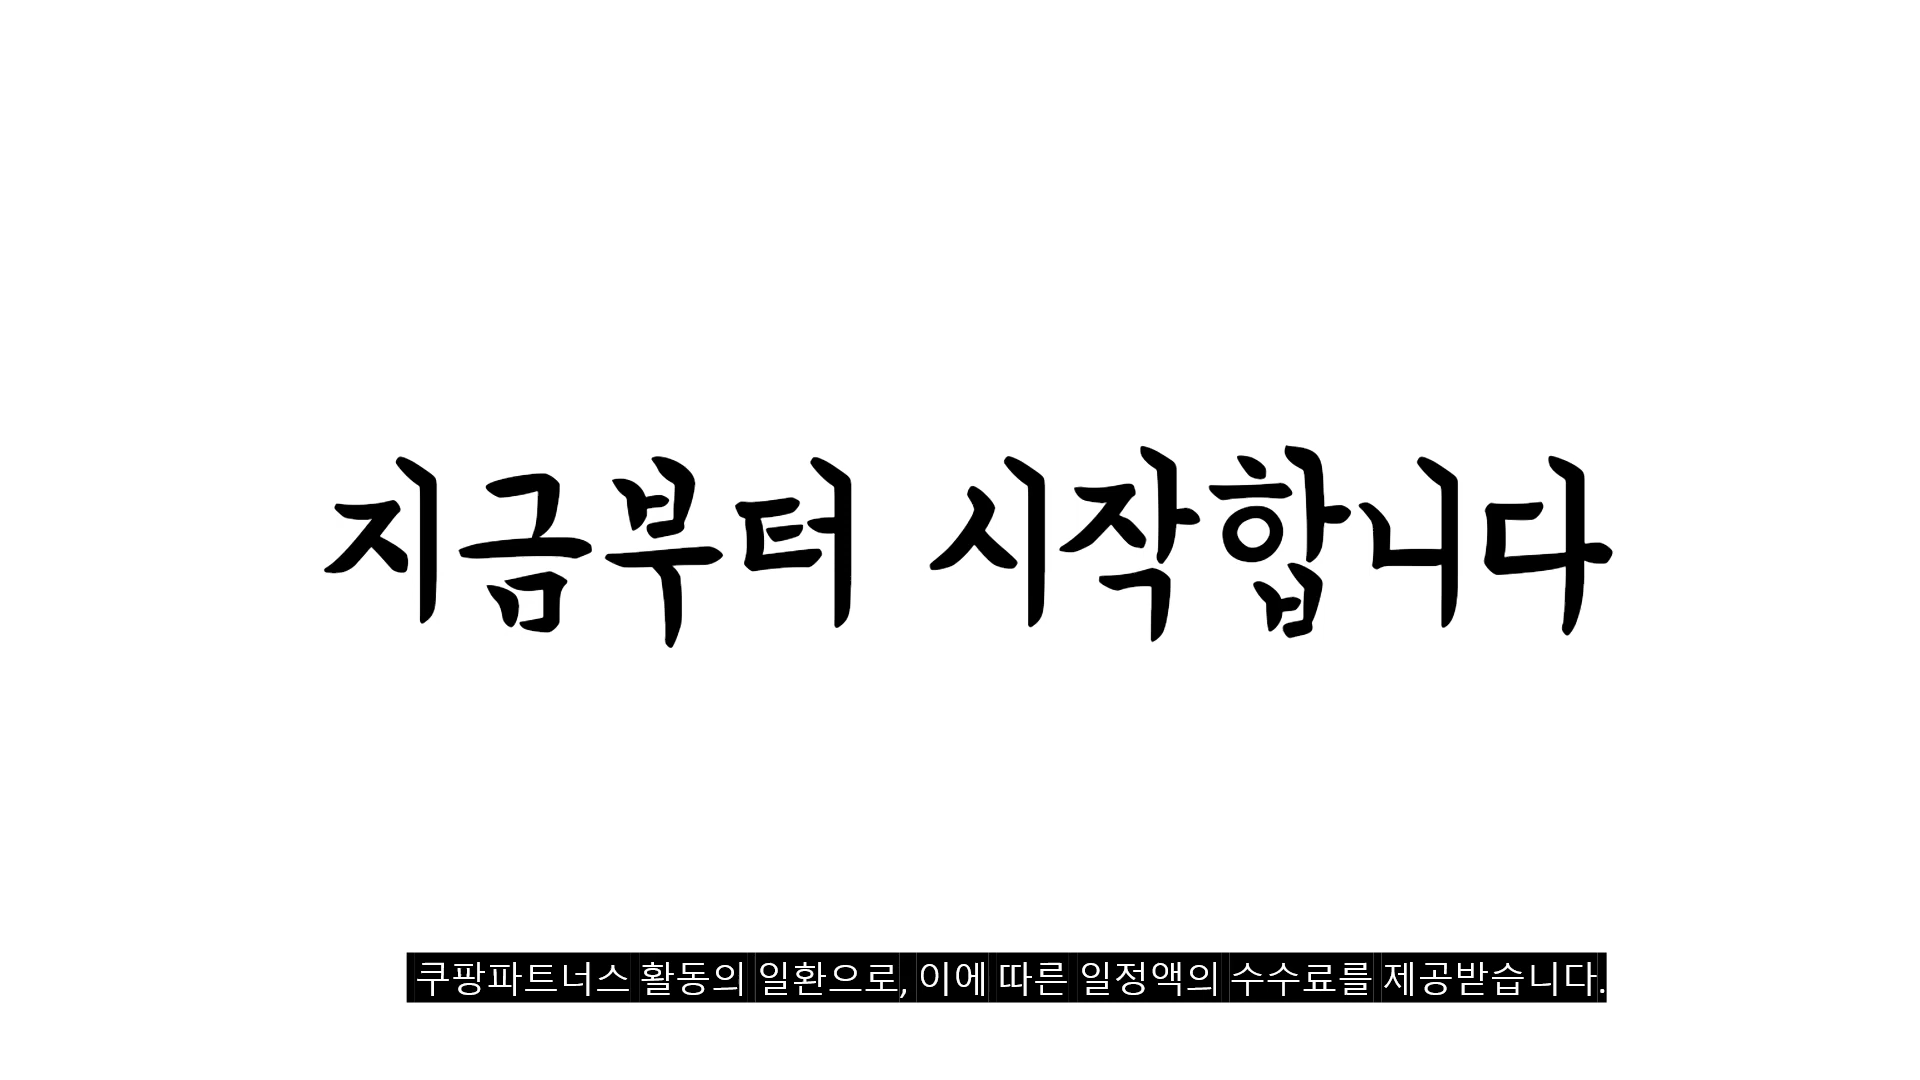 지금부터 시작합니다
쿠팡파트너스 활동의 일환으로, 이에 따른 일정액의 수수료를 제공받습니다.